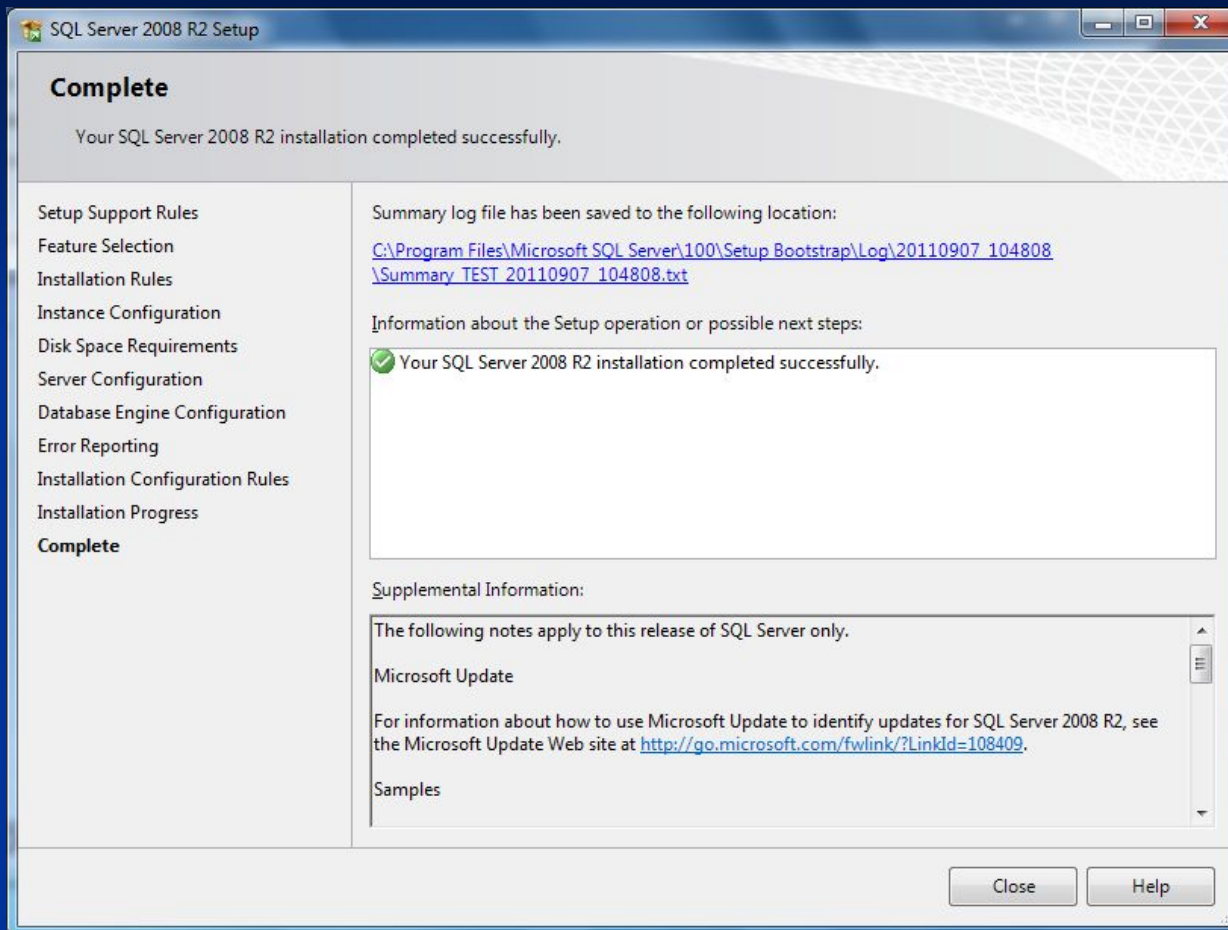 SQL Server 2008 R2 Setup
Complete
Your SQL Server 2008 R2 installation completed successfully.
Setup Support Rules
Feature Selection
Installation Rules
Instance Configuration
Disk Space Requirements
Server Configuration
Database Engine Configuration
Error Reporting
Installation Configuration Rules
Installation Progress
Complete
Summary log file has been saved to the following location:
C:\Program Files\Microsoft SQL Server\100\Setup Bootstrap\Log\20110907_104808
\Summary_TEST_20110907_104808.txt
Information about the Setup operation or possible next steps:
Your SQL Server 2008 R2 installation completed successfully.
Supplemental Information:
The following notes apply to this release of SQL Server only.
Microsoft Update
For information about how to use Microsoft Update to identify updates for SQL Server 2008 R2, see
the Microsoft Update Web site at http://go.microsoft.com/fwlink/?LinkId=108409.
Samples
Close
Help